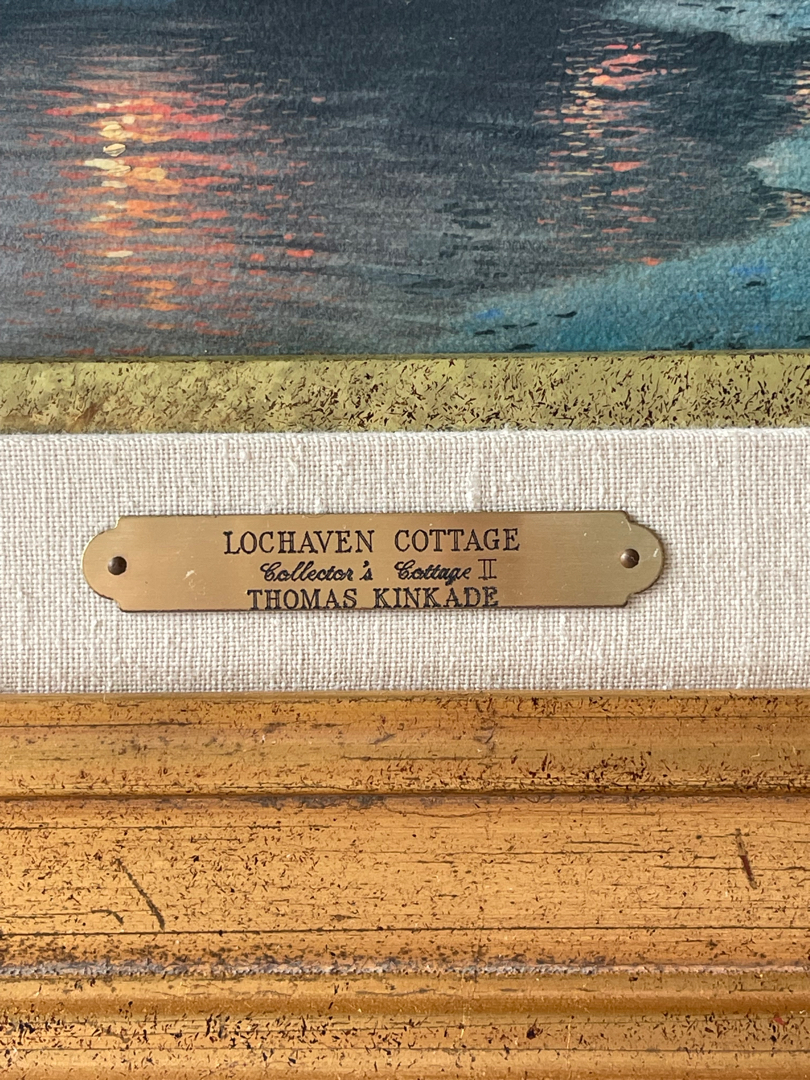 LOCHAVEN COTTAGE
Collector's Cottage II
THOMAS KINKADE